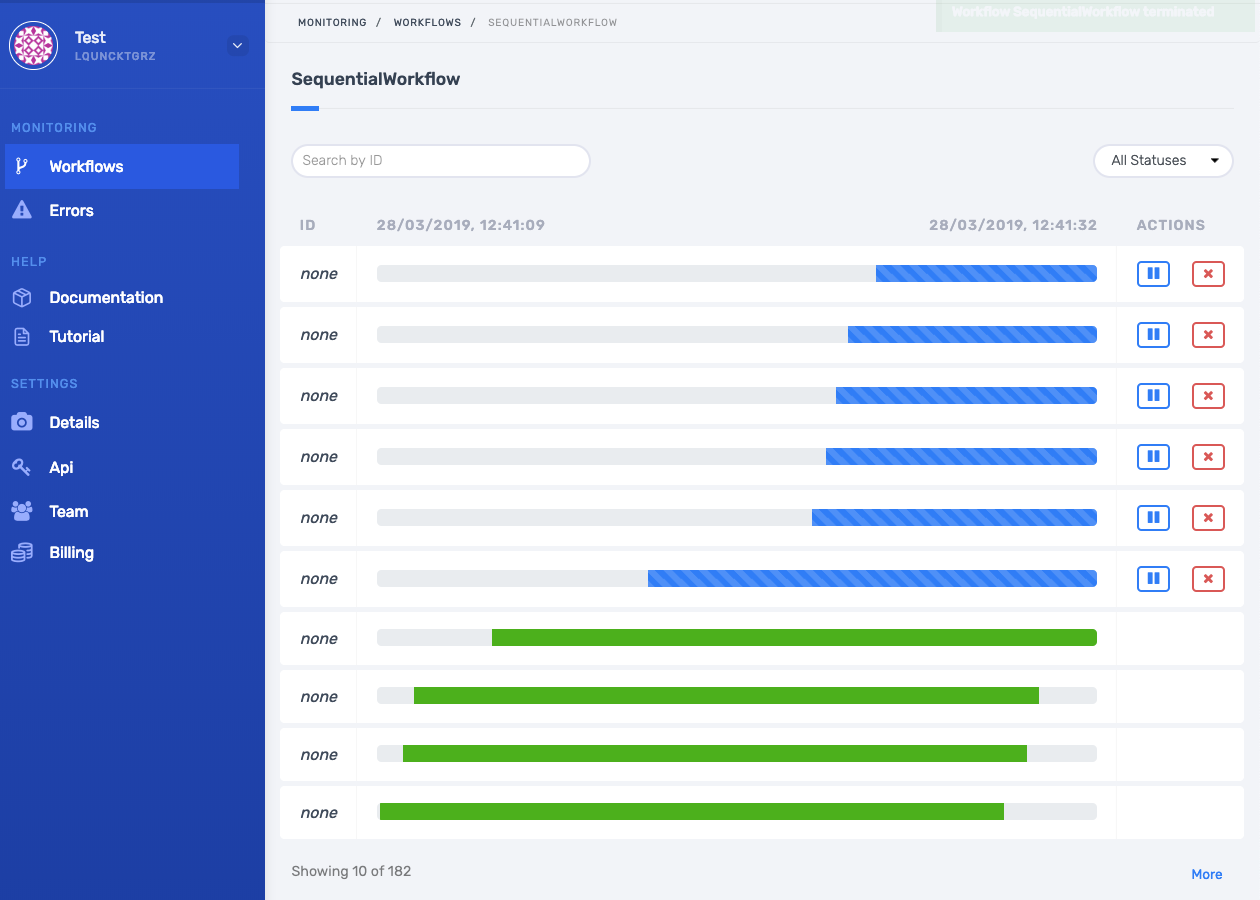 Test
LQUNCKTGRZ
MONITORING
Workflows
Errors
HELP
Documentation
Tutorial
SETTINGS
Details
Api
Team
Billing
MONITORING / WORKFLOWS / SEQUENTIALWORKFLOW
Workflow SequentialWorkflow terminated
SequentialWorkflow
Search by ID
All Statuses
ID 28/03/2019, 12:41:09 28/03/2019, 12:41:32 ACTIONS
none
none
none
none
none
none
none
none
none
none
Showing 10 of 182
More